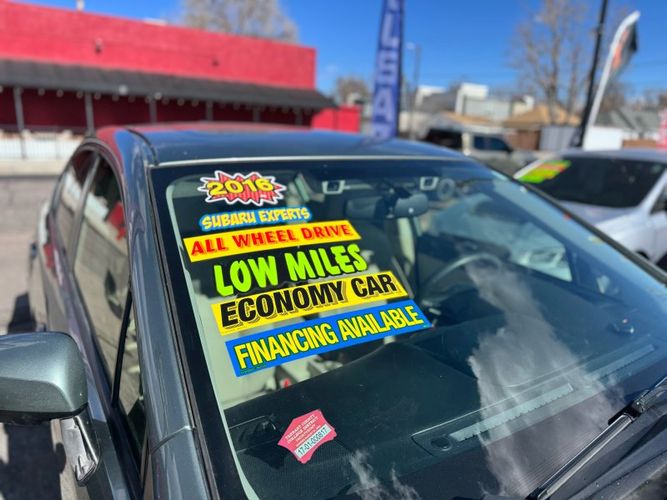 2016
SUBARU EXPERTS
ALL WHEEL DRIVE
LOW MILES
ECONOMY CAR
FINANCING AVAILABLE